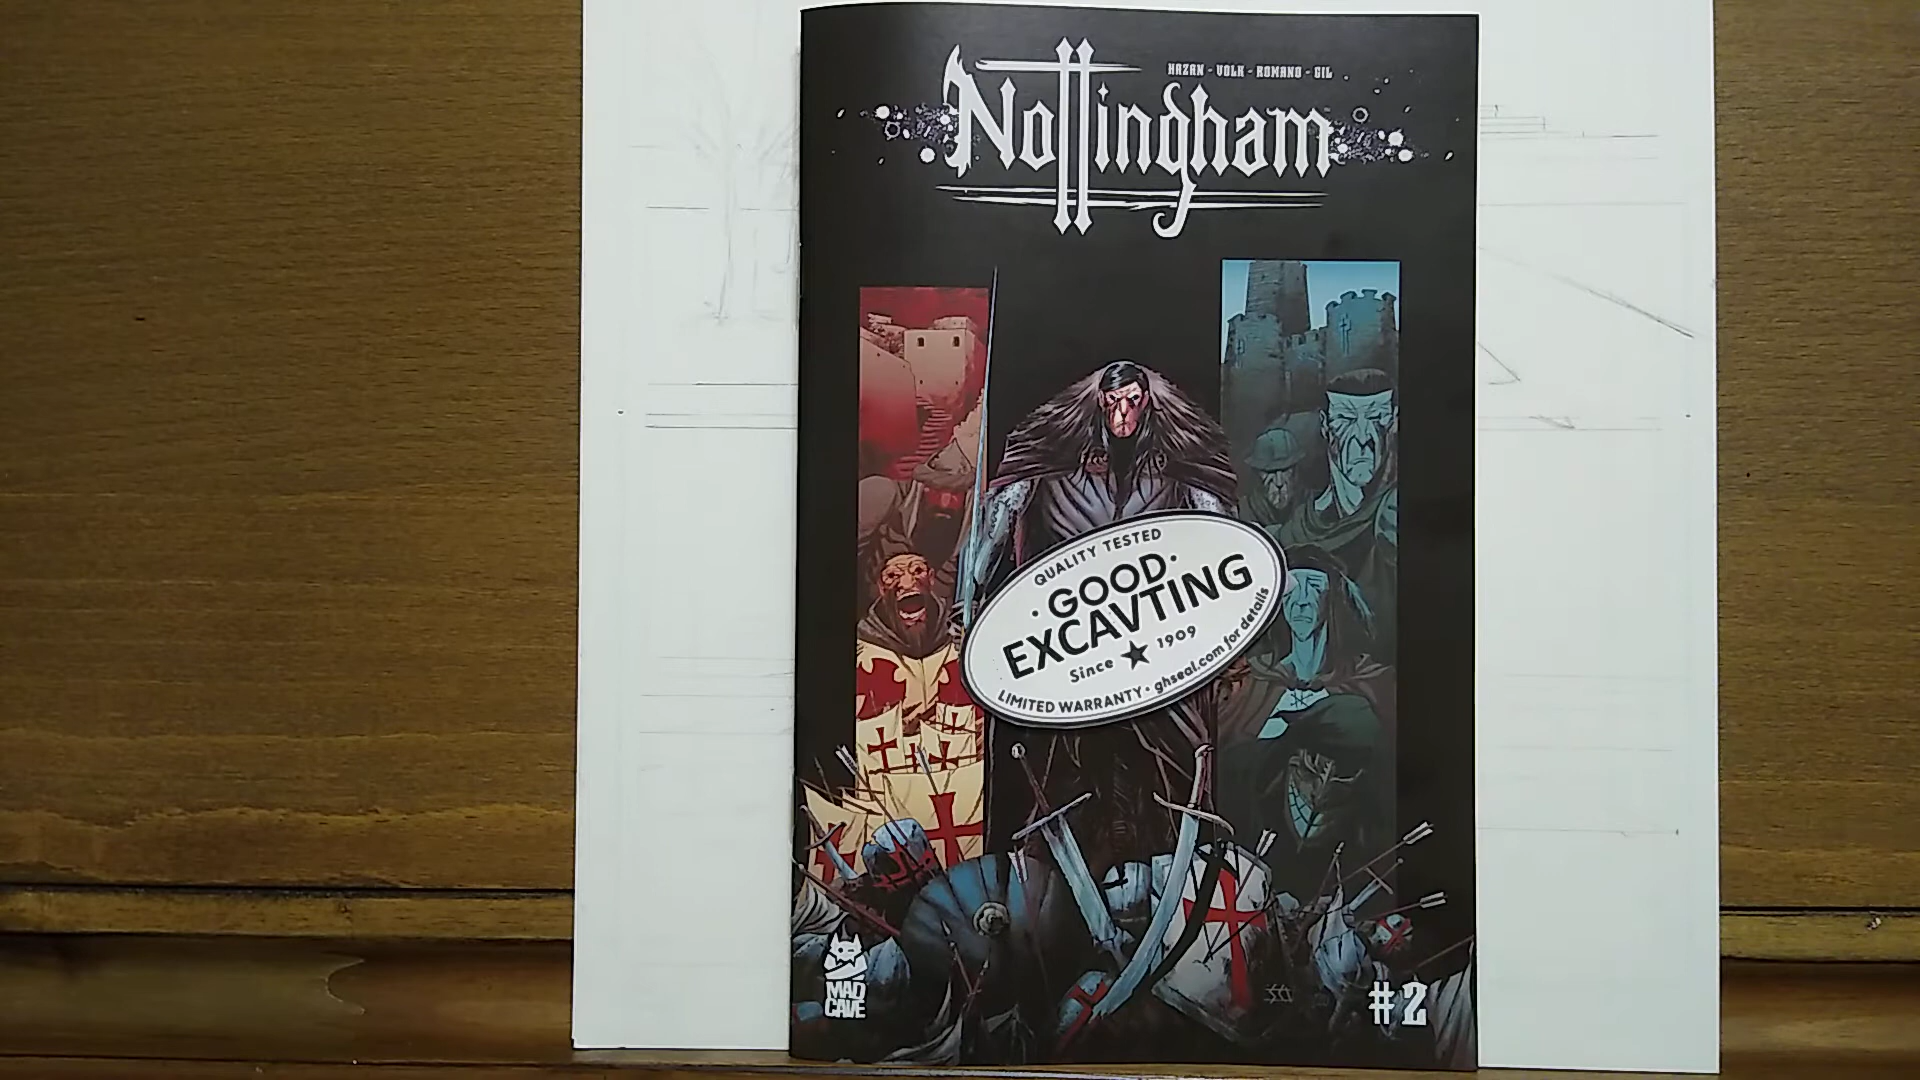 HAZAN - VOLK - ROMANO - GIL
Nottingham
QUALITY TESTED
·GOOD·
EXCAVTING
Since ★ 1909
LIMITED WARRANTY • ghseal.com for details
MAD
CAVE
#2